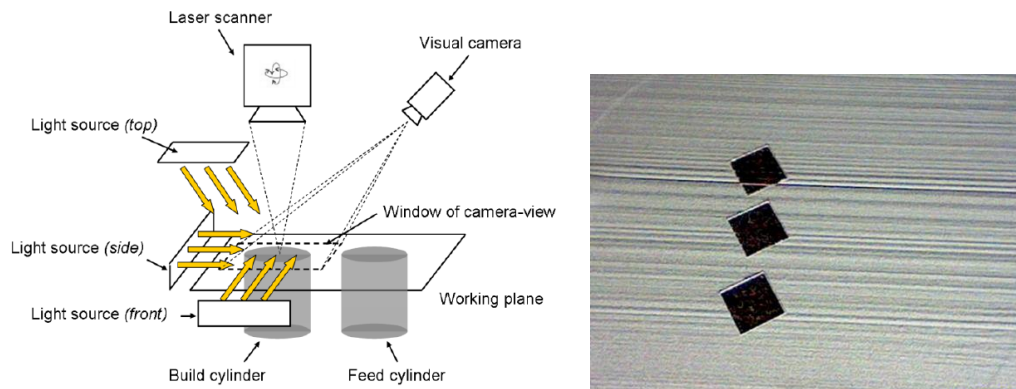 Laser scanner
Visual camera
Light source (top)
Window of camera-view
Light source (side)
Working plane
Light source (front)
Build cylinder
Feed cylinder